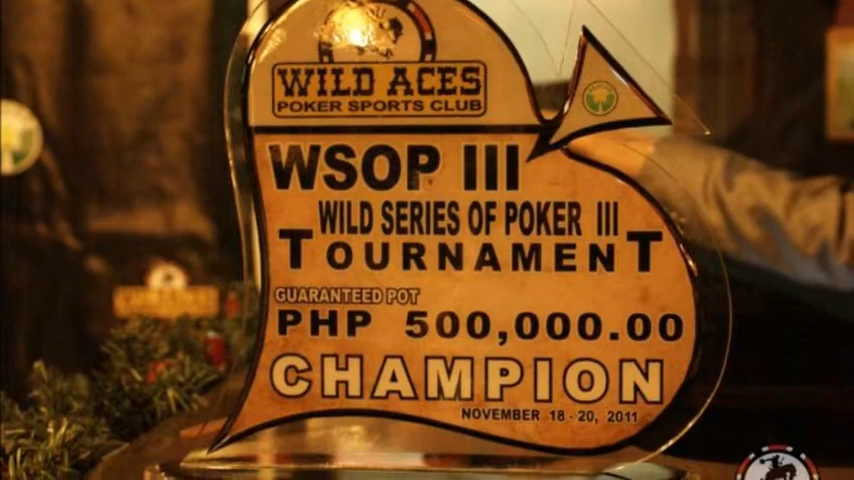 WILD ACES
POKER SPORTS CLUB
WSOP III
WILD SERIES OF POKER III
TOURNAMENT
GUARANTEED POT
PHP 500,000.00
CHAMPION
NOVEMBER 18 - 20, 2011